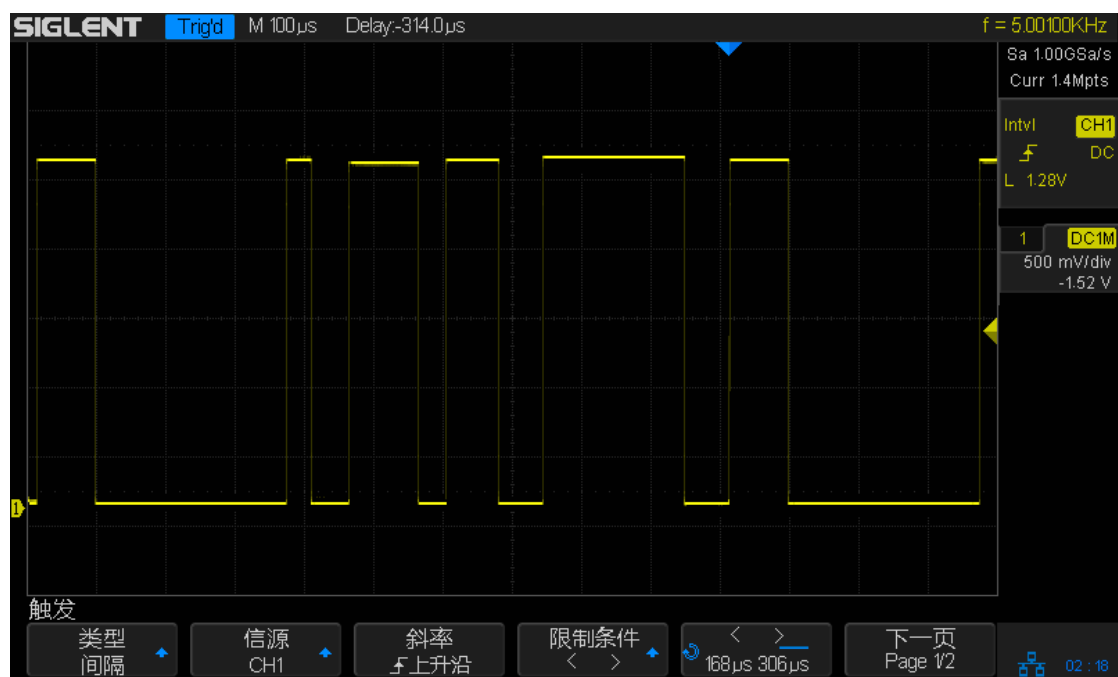 SIGLENT Trig'd M 100µs Delay:-314.0µs f = 5.00100KHz
Sa 1.00GSa/s
Curr 1.4Mpts
Intvl CH1
DC
L 1.28V
1 DC1M
500 mV/div
-1.52 V
1
触发
类型 信源 斜率 限制条件 < > 下一页
间隔 CH1 上升沿 < > 168µs 306µs Page 1/2
02:18